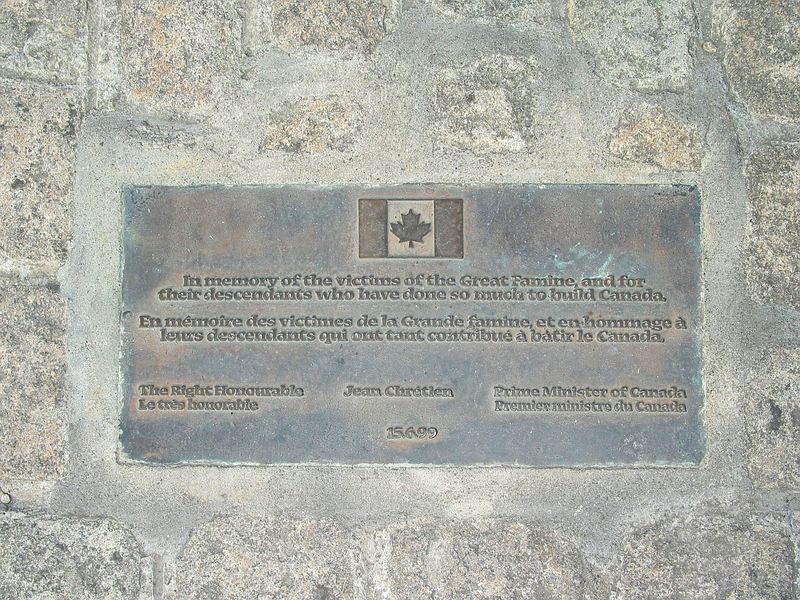 In memory of the victims of the Great Famine, and for
their descendants who have done so much to build Canada.
En mémoire des victimes de la Grande famine, et en hommage à
leurs descendants qui ont tant contribué à bâtir le Canada.
The Right Honourable Jean Chrétien Prime Minister of Canada
Le très honorable Premier ministre du Canada
15.6.99